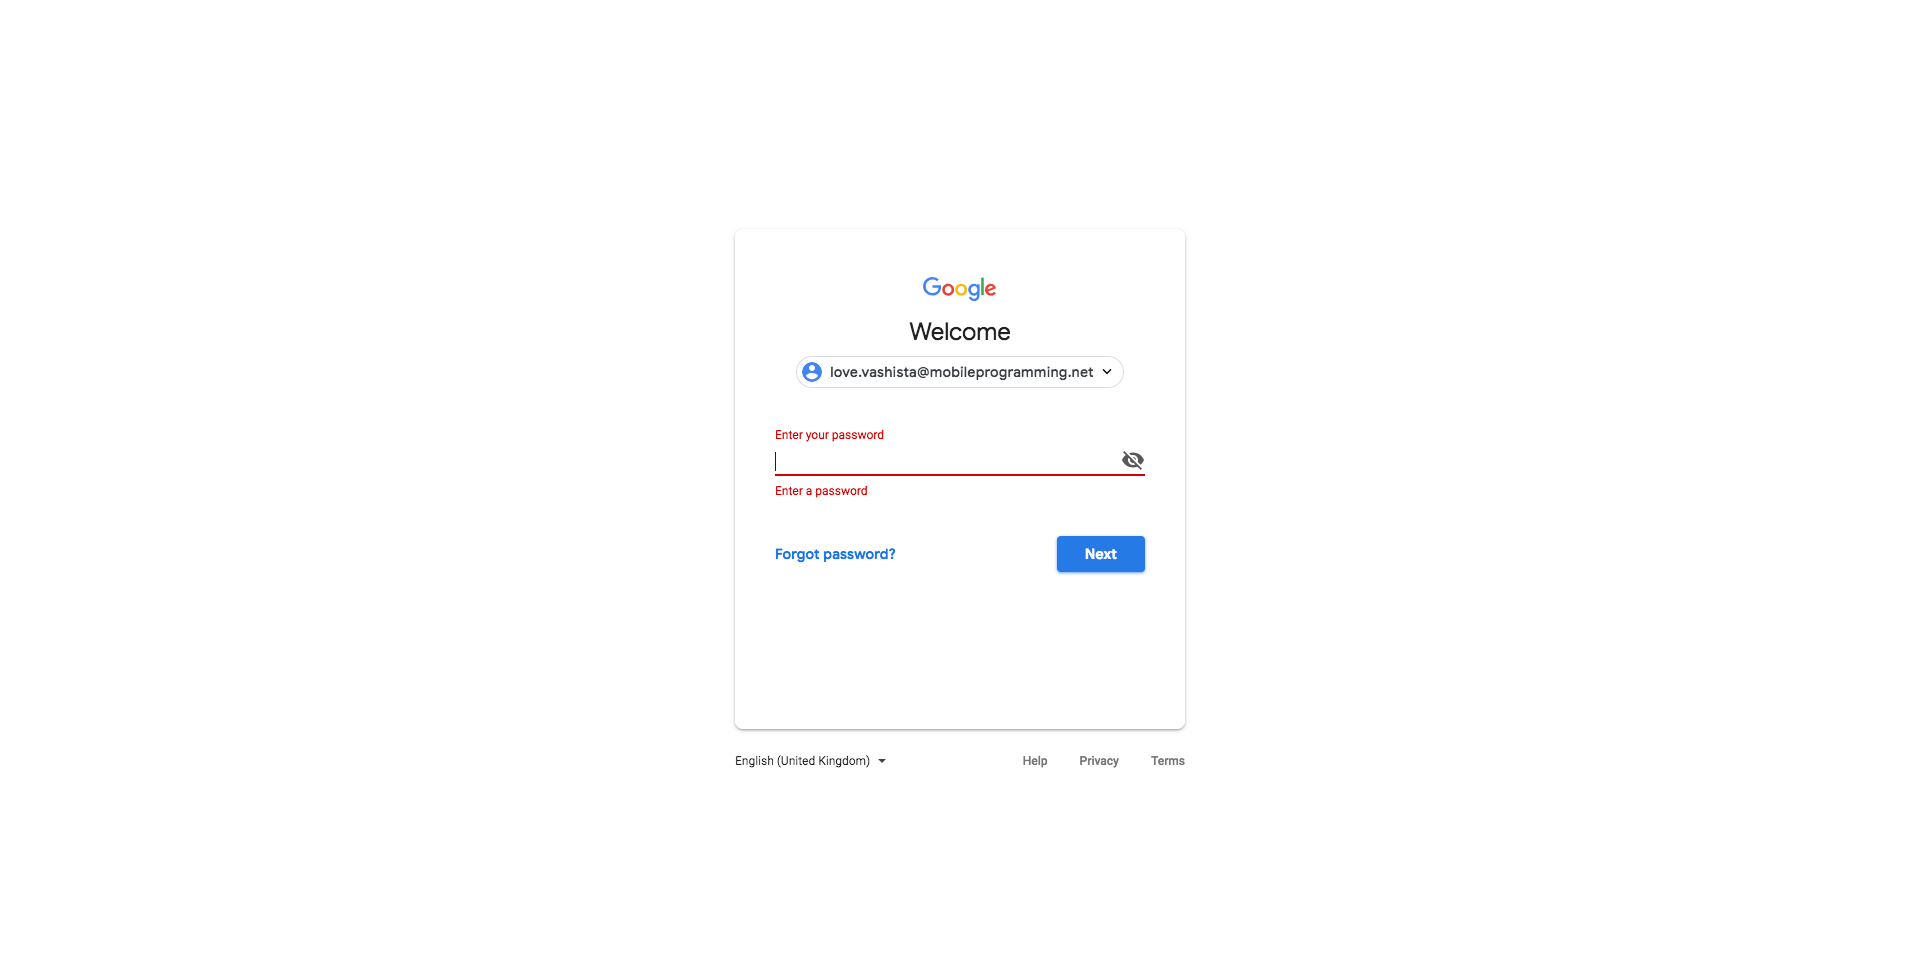 Google
Welcome
love.vashista@mobileprogramming.net
Enter your password
Enter a password
Forgot password?
Next
English (United Kingdom)
Help
Privacy
Terms